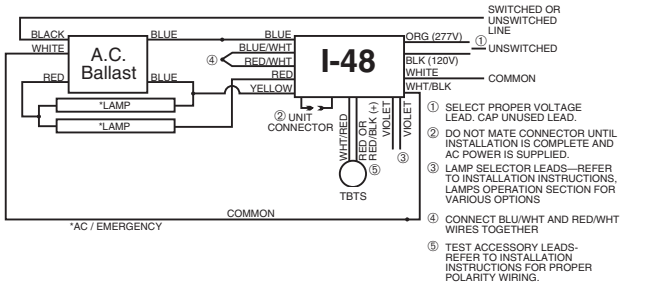 SWITCHED OR
UNSWITCHED
LINE
BLACK
BLUE
BLUE
ORG (277V)
①
UNSWITCHED
WHITE
BLUE/WHT
A.C.
Ballast
④
I-48
BLK (120V)
RED/WHT
RED
BLUE
RED
WHITE
COMMON
YELLOW
WHT/BLK
*LAMP
*LAMP
② UNIT
CONNECTOR
WHT/RED
RED OR
RED/BLK (+)
VIOLET
VIOLET
③
⑤
TBTS
COMMON
*AC / EMERGENCY
① SELECT PROPER VOLTAGE
LEAD. CAP UNUSED LEAD.
② DO NOT MATE CONNECTOR UNTIL
INSTALLATION IS COMPLETE AND
AC POWER IS SUPPLIED.
③ LAMP SELECTOR LEADS—REFER
TO INSTALLATION INSTRUCTIONS,
LAMPS OPERATION SECTION FOR
VARIOUS OPTIONS
④ CONNECT BLU/WHT AND RED/WHT
WIRES TOGETHER
⑤ TEST ACCESSORY LEADS-
REFER TO INSTALLATION
INSTRUCTIONS FOR PROPER
POLARITY WIRING.